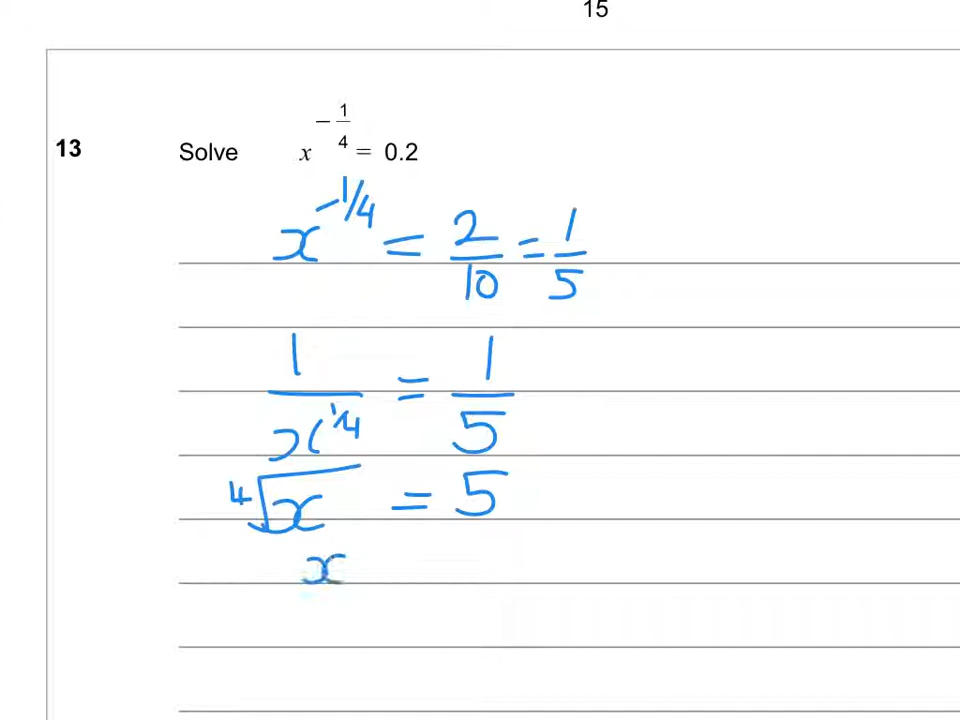 15
13 Solve x^(-1/4) = 0.2
x^(-1/4) = 2/10 = 1/5
1/x^(1/4) = 1/5
⁴√x = 5
x